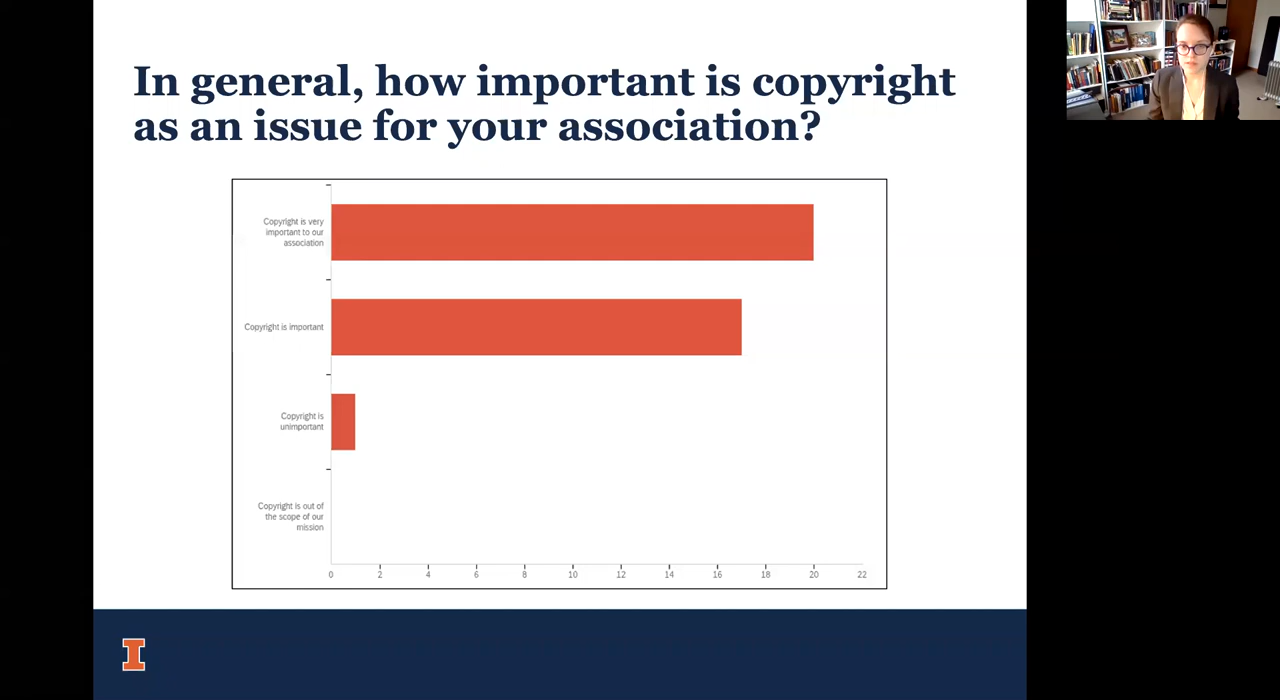 In general, how important is copyright
as an issue for your association?
Copyright is very
important to our
association
Copyright is important
Copyright is
unimportant
Copyright is out of
the scope of our
mission
0 2 4 6 8 10 12 14 16 18 20 22
I